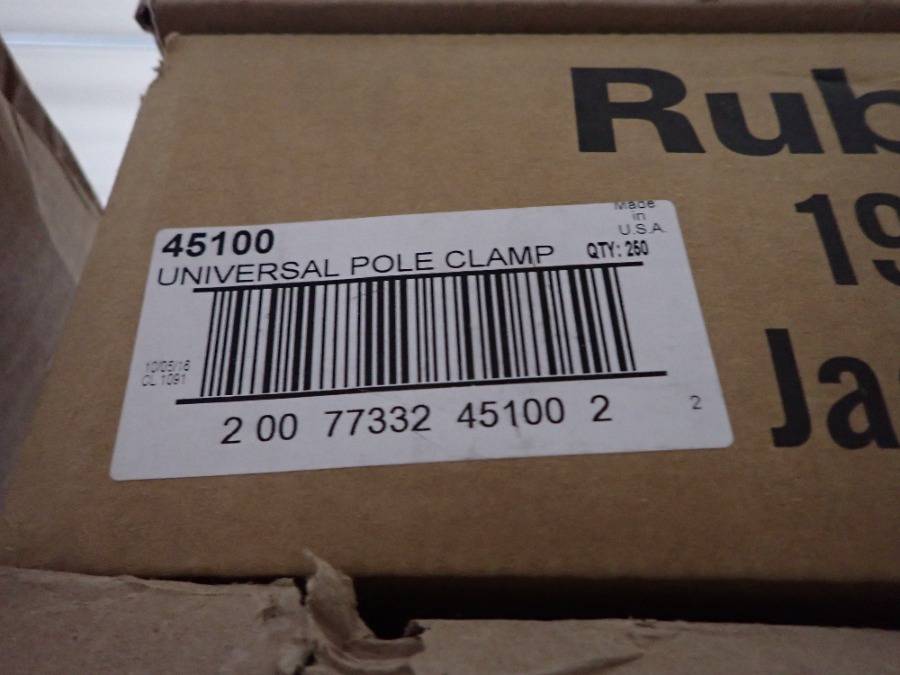 Rub
19
Ja
Made
in
U.S.A.
45100
UNIVERSAL POLE CLAMP QTY: 250
10/05/16
CL 1091
2 00 77332 45100 2
2